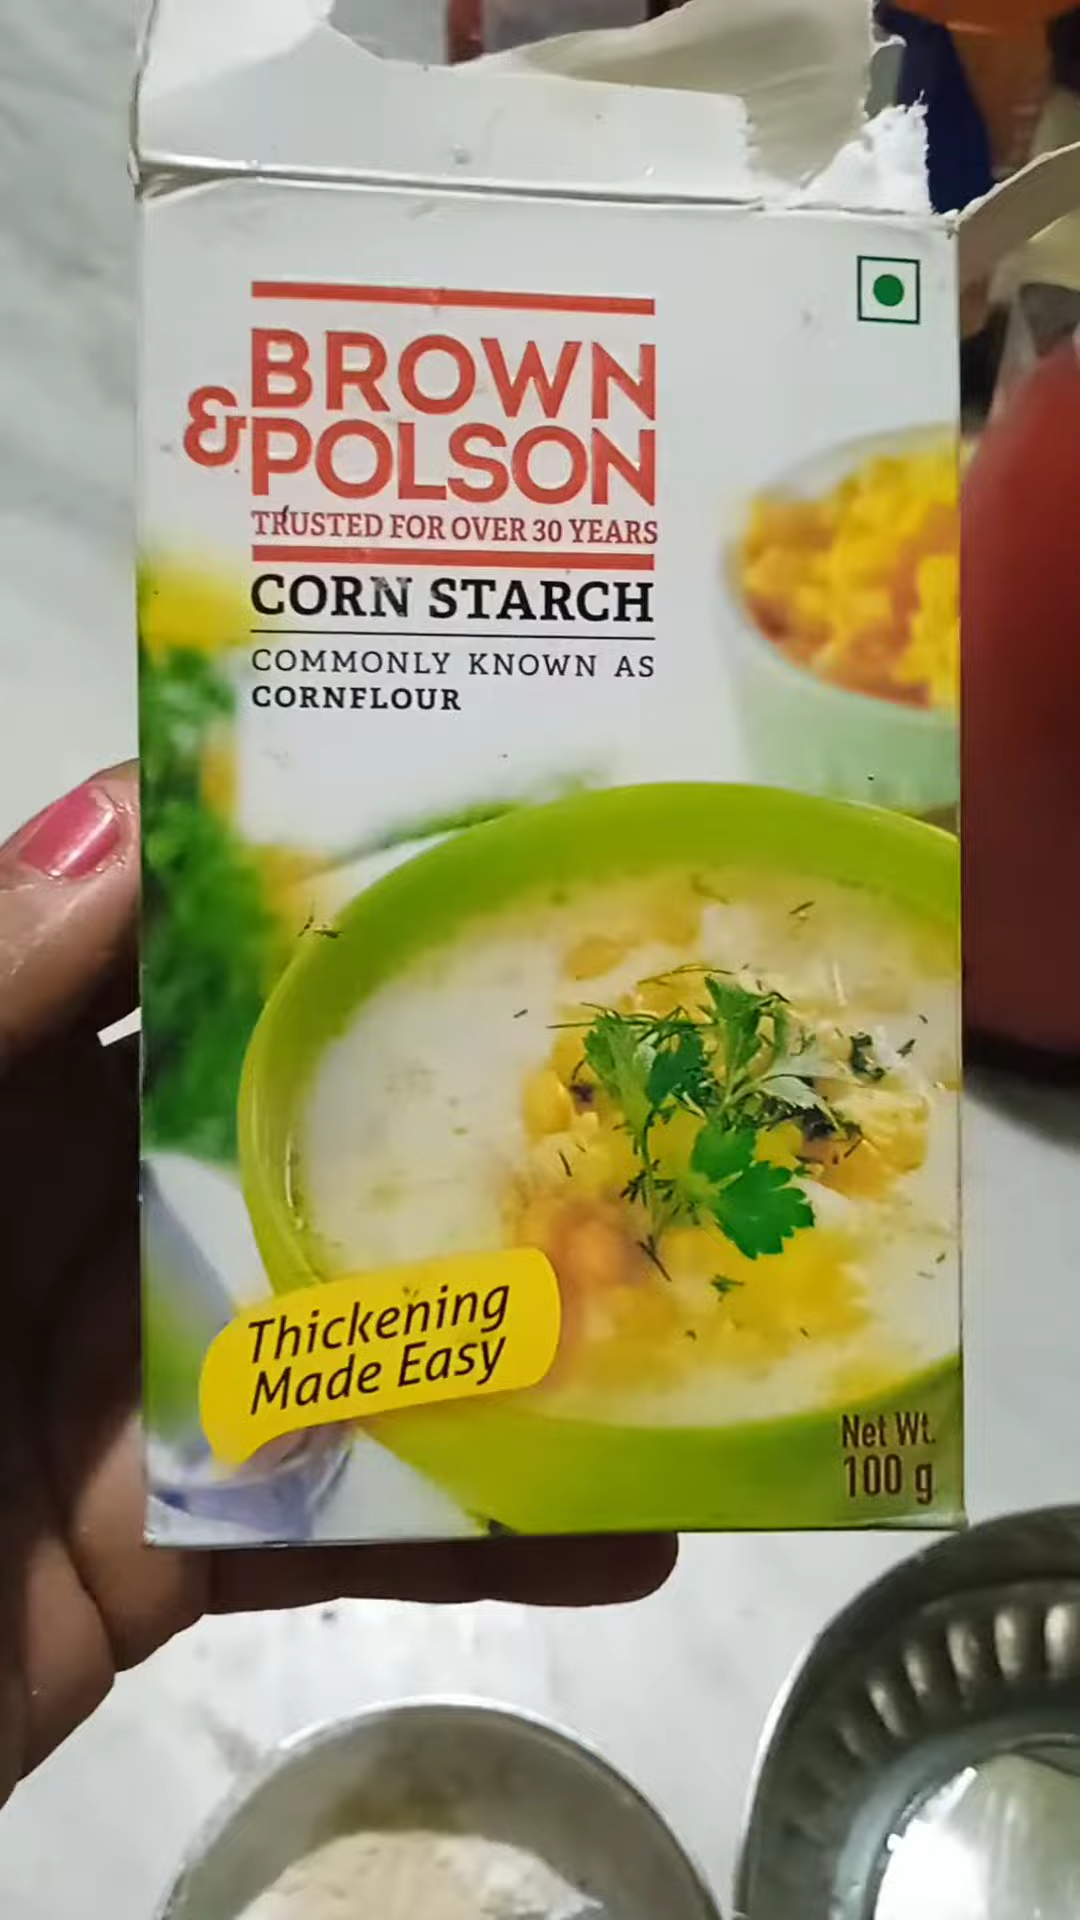 BROWN
& POLSON
TRUSTED FOR OVER 30 YEARS
CORN STARCH
COMMONLY KNOWN AS
CORNFLOUR
Thickening
Made Easy
Net Wt.
100 g